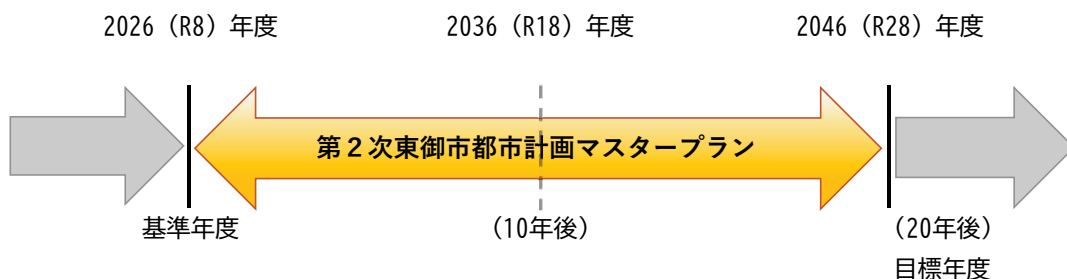 2026（R8）年度
2036（R18）年度
2046（R28）年度
第２次東御市都市計画マスタープラン
基準年度
（10年後）
（20年後）
目標年度